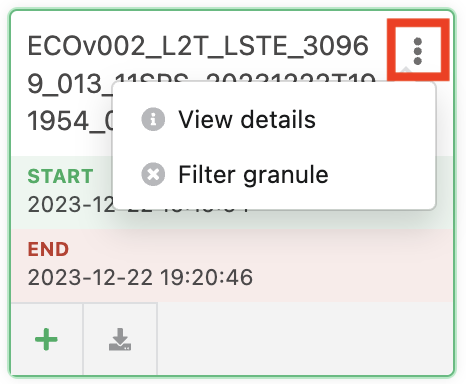 ECOv002_L2T_LSTE_3096
9_013_11SPS_20231222T19
1954_0
View details
Filter granule
START
2023-12-22
END
2023-12-22 19:20:46